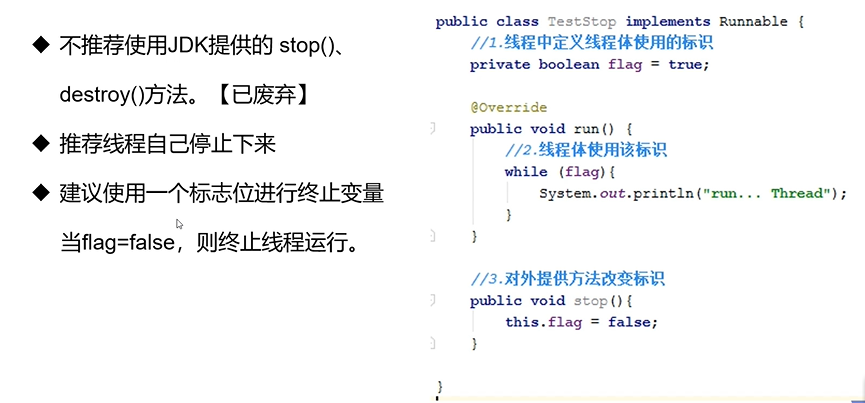 ◆ 不推荐使用JDK提供的 stop()、
destroy()方法。【已废弃】
◆ 推荐线程自己停止下来
◆ 建议使用一个标志位进行终止变量
当flag=false，则终止线程运行。
public class TestStop implements Runnable {
//1.线程中定义线程体使用的标识
private boolean flag = true;
@Override
public void run() {
//2.线程体使用该标识
while (flag){
System.out.println("run... Thread");
}
}
//3.对外提供方法改变标识
public void stop(){
this.flag = false;
}
}